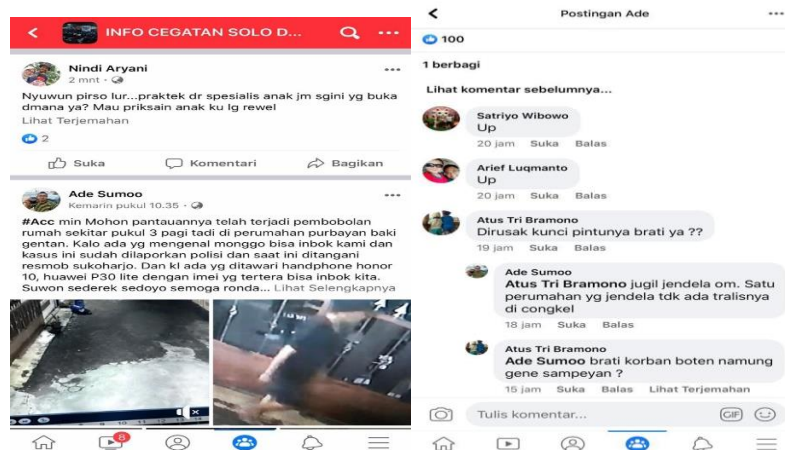 INFO CEGATAN SOLO D...
Nindi Aryani
2 mnt
Nyuwun pirso lur...praktek dr spesialis anak jm sgini yg buka
dmana ya? Mau priksain anak ku lg rewel
Lihat Terjemahan
2
Suka Komentari Bagikan
Ade Sumoo
Kemarin pukul 10.35
#Acc min Mohon pantauannya telah terjadi pembobolan
rumah sekitar pukul 3 pagi tadi di perumahan purbayan baki
gentan. Kalo ada yg mengenal monggo bisa inbok kami dan
kasus ini sudah dilaporkan polisi dan saat ini ditangani
resmob sukoharjo. Dan kl ada yg ditawari handphone honor
10, huawei P30 lite dengan imei yg tertera bisa inbok kita.
Suwon sederek sedoyo semoga ronda... Lihat Selengkapnya
8
Postingan Ade
100
1 berbagi
Lihat komentar sebelumnya...
Satriyo Wibowo
Up
20 jam Suka Balas
Arief Luqmanto
Up
20 jam Suka Balas
Atus Tri Bramono
Dirusak kunci pintunya brati ya ??
19 jam Suka Balas
Ade Sumoo
Atus Tri Bramono jugil jendela om. Satu
perumahan yg jendela tdk ada tralisnya
di congkel
18 jam Suka Balas
Atus Tri Bramono
Ade Sumoo brati korban boten namung
gene sampeyan ?
15 jam Suka Balas Lihat Terjemahan
Tulis komentar...
GIF